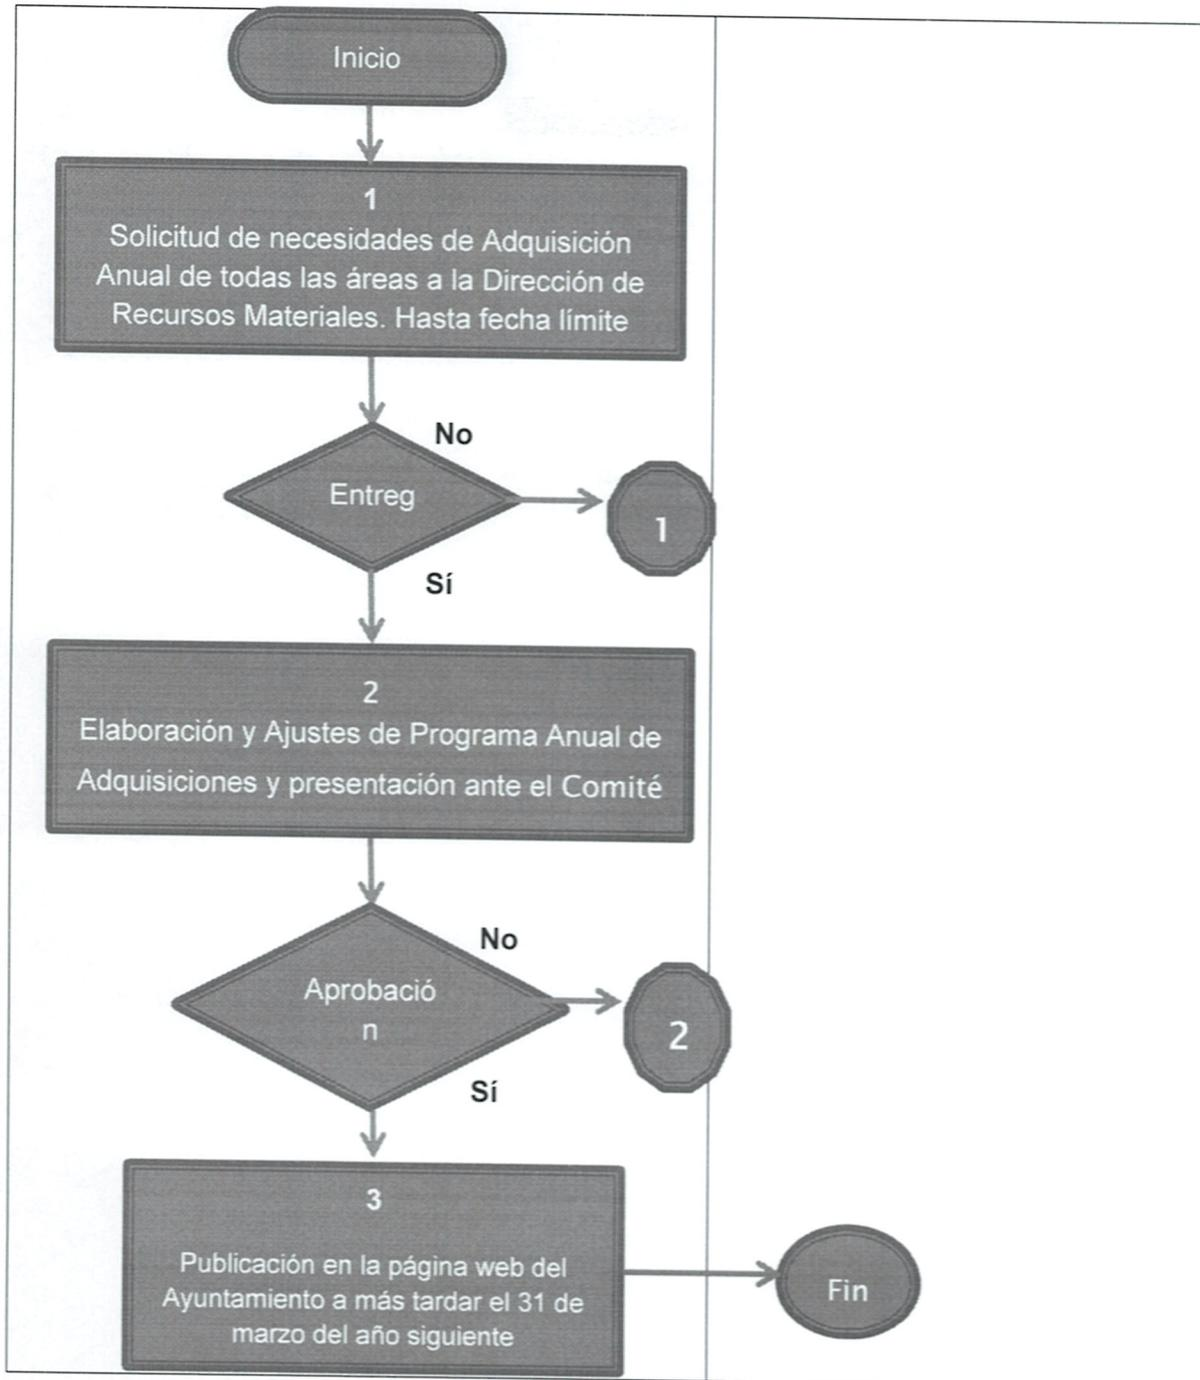 Inicio
1
Solicitud de necesidades de Adquisición
Anual de todas las áreas a la Dirección de
Recursos Materiales. Hasta fecha límite
No
Entreg
1
Sí
2
Elaboración y Ajustes de Programa Anual de
Adquisiciones y presentación ante el Comité
No
Aprobació
n
2
Sí
3
Publicación en la página web del
Ayuntamiento a más tardar el 31 de
marzo del año siguiente
Fin